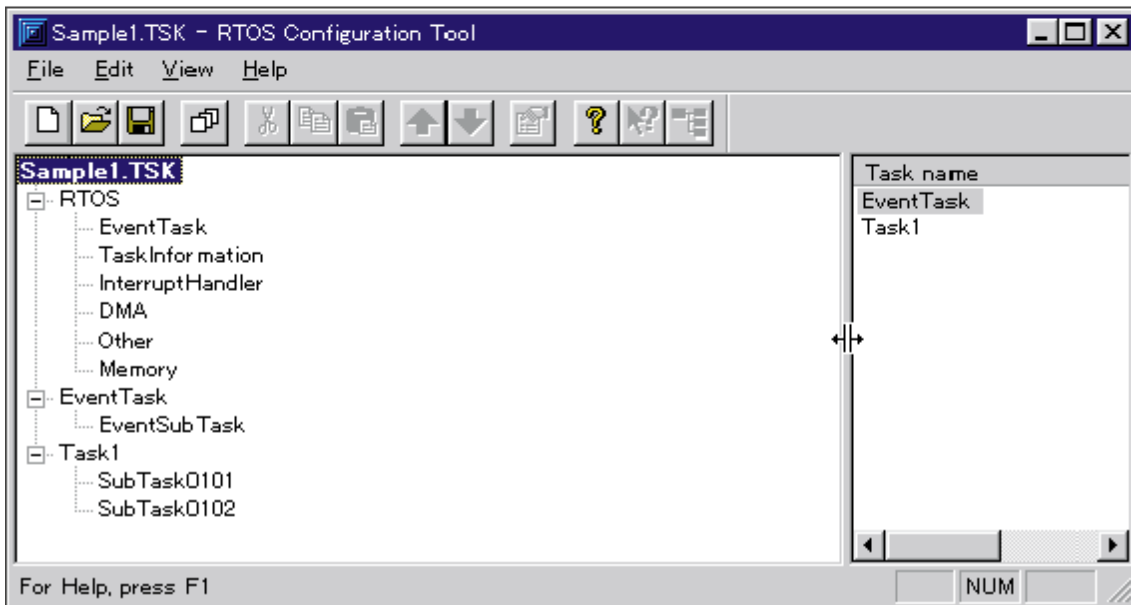 Sample1.TSK - RTOS Configuration Tool
File Edit View Help
Sample1.TSK
RTOS
EventTask
TaskInformation
InterruptHandler
DMA
Other
Memory
EventTask
EventSubTask
Task1
SubTask0101
SubTask0102
Task name
EventTask
Task1
For Help, press F1
NUM